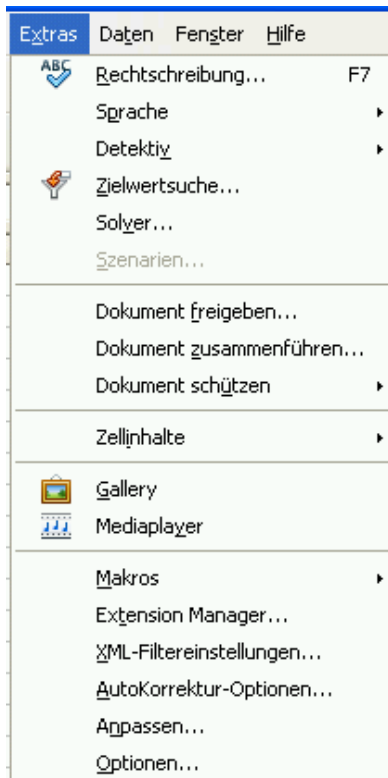 Extras Daten Fenster Hilfe
ABC
Rechtschreibung... F7
Sprache
Detektiv
Zielwertsuche...
Solver...
Szenarien...
Dokument freigeben...
Dokument zusammenführen...
Dokument schützen
Zellinhalte
Gallery
Mediaplayer
Makros
Extension Manager...
XML-Filtereinstellungen...
AutoKorrektur-Optionen...
Anpassen...
Optionen...